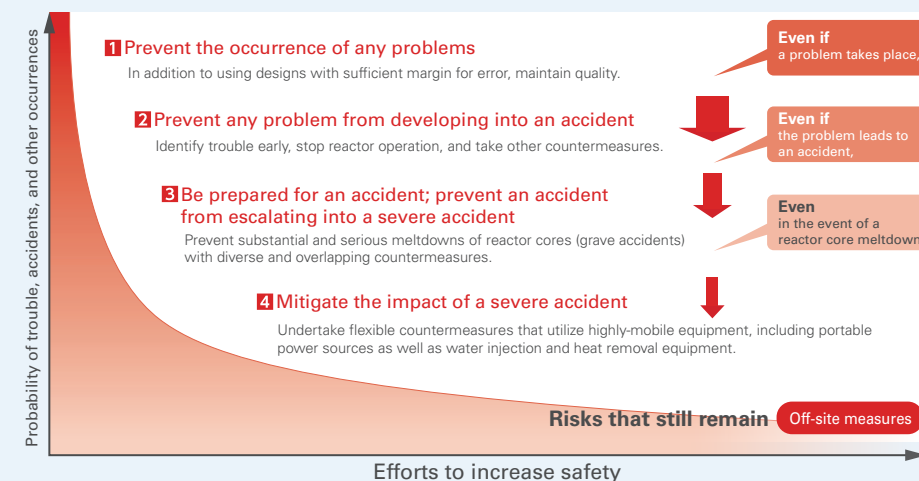 Probability of trouble, accidents, and other occurrences
1 Prevent the occurrence of any problems
In addition to using designs with sufficient margin for error, maintain quality.
Even if
a problem takes place,
2 Prevent any problem from developing into an accident
Identify trouble early, stop reactor operation, and take other countermeasures.
Even if
the problem leads to
an accident,
3 Be prepared for an accident; prevent an accident
from escalating into a severe accident
Prevent substantial and serious meltdowns of reactor cores (grave accidents)
with diverse and overlapping countermeasures.
Even
in the event of a
reactor core meltdown
4 Mitigate the impact of a severe accident
Undertake flexible countermeasures that utilize highly-mobile equipment, including portable
power sources as well as water injection and heat removal equipment.
Risks that still remain
Off-site measures
Efforts to increase safety